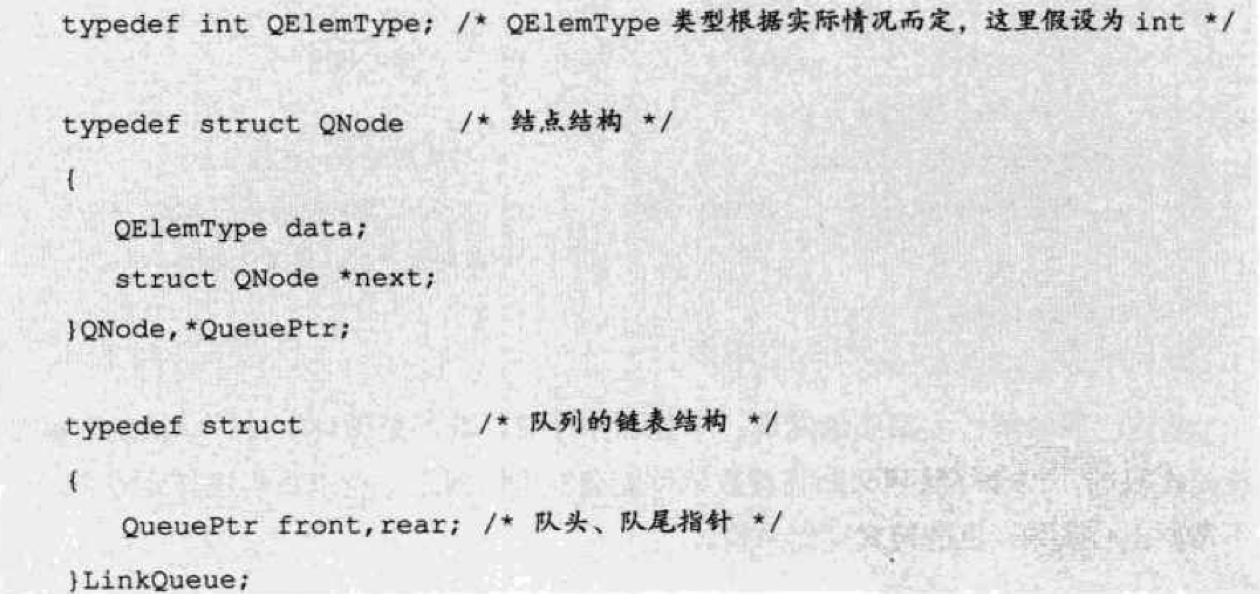 typedef int QElemType; /* QElemType 类型根据实际情况而定, 这里假设为 int */
typedef struct QNode /* 结点结构 */
{
QElemType data;
struct QNode *next;
}QNode,*QueuePtr;
typedef struct /* 队列的链表结构 */
{
QueuePtr front,rear; /* 队头、队尾指针 */
}LinkQueue;